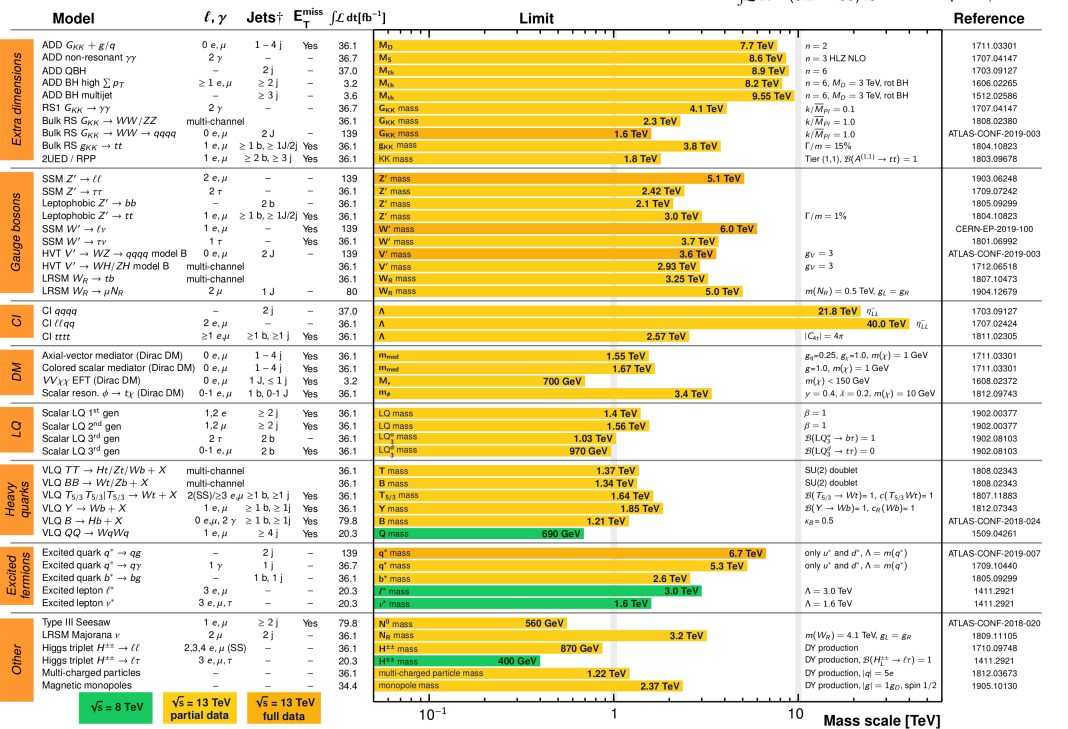 Model ℓ, γ Jets† E_T^miss ∫ℒ dt[fb⁻¹] Limit Reference
Extra dimensions
ADD G_KK + g/q 0 e, μ 1 − 4 j Yes 36.1 M_D 7.7 TeV n = 2 1711.03301
ADD non-resonant γγ 2 γ − − 36.7 M_S 8.6 TeV n = 3 HLZ NLO 1707.04147
ADD QBH − 2 j − 37.0 M_th 8.9 TeV n = 6 1703.09127
ADD BH high ∑ p_T ≥ 1 e, μ ≥ 2 j − 3.2 M_th 8.2 TeV n = 6, M_D = 3 TeV, rot BH 1606.02265
ADD BH multijet − ≥ 3 j − 3.6 M_th 9.55 TeV n = 6, M_D = 3 TeV, rot BH 1512.02586
RS1 G_KK → γγ 2 γ − − 36.7 G_KK mass 4.1 TeV k/M̅_Pl = 0.1 1707.04147
Bulk RS G_KK → WW/ZZ multi-channel 36.1 G_KK mass 2.3 TeV k/M̅_Pl = 1.0 1808.02380
Bulk RS G_KK → WW → qqqq 0 e, μ 2 J − 139 G_KK mass 1.6 TeV k/M̅_Pl = 1.0 ATLAS-CONF-2019-003
Bulk RS g_KK → tt 1 e, μ ≥ 1 b, ≥ 1J/2j Yes 36.1 g_KK mass 3.8 TeV Γ/m = 15% 1804.10823
2UED / RPP 1 e, μ ≥ 2 b, ≥ 3 j Yes 36.1 KK mass 1.8 TeV Tier (1,1), ℬ(A^(1,1) → tt) = 1 1803.09678
Gauge bosons
SSM Z′ → ℓℓ 2 e, μ − − 139 Z′ mass 5.1 TeV 1903.06248
SSM Z′ → ττ 2 τ − − 36.1 Z′ mass 2.42 TeV 1709.07242
Leptophobic Z′ → bb − 2 b − 36.1 Z′ mass 2.1 TeV 1805.09299
Leptophobic Z′ → tt 1 e, μ ≥ 1 b, ≥ 1J/2j Yes 36.1 Z′ mass 3.0 TeV Γ/m = 1% 1804.10823
SSM W′ → ℓν 1 e, μ − Yes 139 W′ mass 6.0 TeV CERN-EP-2019-100
SSM W′ → τν 1 τ − Yes 36.1 W′ mass 3.7 TeV 1801.06992
HVT V′ → WZ → qqqq model B 0 e, μ 2 J − 139 V′ mass 3.6 TeV g_V = 3 ATLAS-CONF-2019-003
HVT V′ → WH/ZH model B multi-channel 36.1 V′ mass 2.93 TeV g_V = 3 1712.06518
LRSM W_R → tb multi-channel 36.1 W_R mass 3.25 TeV 1807.10473
LRSM W_R → μN_R 2 μ 1 J − 80 W_R mass 5.0 TeV m(N_R) = 0.5 TeV, g_L = g_R 1904.12679
CI
CI qqqq − 2 j − 37.0 Λ 21.8 TeV η⁻_LL 1703.09127
CI ℓℓqq 2 e, μ − − 36.1 Λ 40.0 TeV η⁻_LL 1707.02424
CI tttt ≥1 e,μ ≥1 b, ≥1 j Yes 36.1 Λ 2.57 TeV |C_4t| = 4π 1811.02305
DM
Axial-vector mediator (Dirac DM) 0 e, μ 1 − 4 j Yes 36.1 m_med 1.55 TeV g_q=0.25, g_χ=1.0, m(χ) = 1 GeV 1711.03301
Colored scalar mediator (Dirac DM) 0 e, μ 1 − 4 j Yes 36.1 m_med 1.67 TeV g=1.0, m(χ) = 1 GeV 1711.03301
VVχχ EFT (Dirac DM) 0 e, μ 1 J, ≤ 1 j Yes 3.2 M_* 700 GeV m(χ) < 150 GeV 1608.02372
Scalar reson. ϕ → tχ (Dirac DM) 0-1 e, μ 1 b, 0-1 J Yes 36.1 m_ϕ 3.4 TeV y = 0.4, λ = 0.2, m(χ) = 10 GeV 1812.09743
LQ
Scalar LQ 1st gen 1,2 e ≥ 2 j Yes 36.1 LQ mass 1.4 TeV β = 1 1902.00377
Scalar LQ 2nd gen 1,2 μ ≥ 2 j Yes 36.1 LQ mass 1.56 TeV β = 1 1902.00377
Scalar LQ 3rd gen 2 τ 2 b − 36.1 LQ₃ᵘ mass 1.03 TeV ℬ(LQ₃ᵘ → bτ) = 1 1902.08103
Scalar LQ 3rd gen 0-1 e, μ 2 b Yes 36.1 LQ₃ᵈ mass 970 GeV ℬ(LQ₃ᵈ → tτ) = 0 1902.08103
Heavy quarks
VLQ TT → Ht/Zt/Wb + X multi-channel 36.1 T mass 1.37 TeV SU(2) doublet 1808.02343
VLQ BB → Wt/Zb + X multi-channel 36.1 B mass 1.34 TeV SU(2) doublet 1808.02343
VLQ T_5/3 T_5/3|T_5/3 → Wt + X 2(SS)/≥3 e,μ ≥1 b, ≥1 j Yes 36.1 T_5/3 mass 1.64 TeV ℬ(T_5/3 → Wt)= 1, c(T_5/3 Wt)= 1 1807.11883
VLQ Y → Wb + X 1 e, μ ≥ 1 b, ≥ 1j Yes 36.1 Y mass 1.85 TeV ℬ(Y → Wb)= 1, c_R(Wb)= 1 1812.07343
VLQ B → Hb + X 0 e,μ, 2 γ ≥ 1 b, ≥ 1j Yes 79.8 B mass 1.21 TeV κ_B= 0.5 ATLAS-CONF-2018-024
VLQ QQ → WqWq 1 e, μ ≥ 4 j Yes 20.3 Q mass 690 GeV 1509.04261
Excited fermions
Excited quark q* → qg − 2 j − 139 q* mass 6.7 TeV only u* and d*, Λ = m(q*) ATLAS-CONF-2019-007
Excited quark q* → qγ 1 γ 1 j − 36.7 q* mass 5.3 TeV only u* and d*, Λ = m(q*) 1709.10440
Excited quark b* → bg − 1 b, 1 j − 36.1 b* mass 2.6 TeV 1805.09299
Excited lepton ℓ* 3 e, μ − − 20.3 ℓ* mass 3.0 TeV Λ = 3.0 TeV 1411.2921
Excited lepton ν* 3 e, μ, τ − − 20.3 ν* mass 1.6 TeV Λ = 1.6 TeV 1411.2921
Other
Type III Seesaw 1 e, μ ≥ 2 j Yes 79.8 N⁰ mass 560 GeV ATLAS-CONF-2018-020
LRSM Majorana ν 2 μ 2 j − 36.1 N_R mass 3.2 TeV m(W_R) = 4.1 TeV, g_L = g_R 1809.11105
Higgs triplet H^±± → ℓℓ 2,3,4 e, μ (SS) − − 36.1 H^±± mass 870 GeV DY production 1710.09748
Higgs triplet H^±± → ℓτ 3 e, μ, τ − − 20.3 H^±± mass 400 GeV DY production, ℬ(H_L^±± → ℓτ) = 1 1411.2921
Multi-charged particles − − − 36.1 multi-charged particle mass 1.22 TeV DY production, |q| = 5e 1812.03673
Magnetic monopoles − − − 34.4 monopole mass 2.37 TeV DY production, |g| = 1g_D, spin 1/2 1905.10130
√s = 8 TeV √s = 13 TeV partial data √s = 13 TeV full data
10⁻¹ 1 10
Mass scale [TeV]